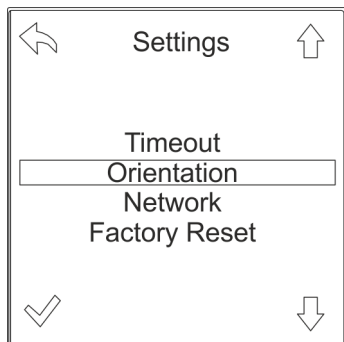 Settings
Timeout
Orientation
Network
Factory Reset